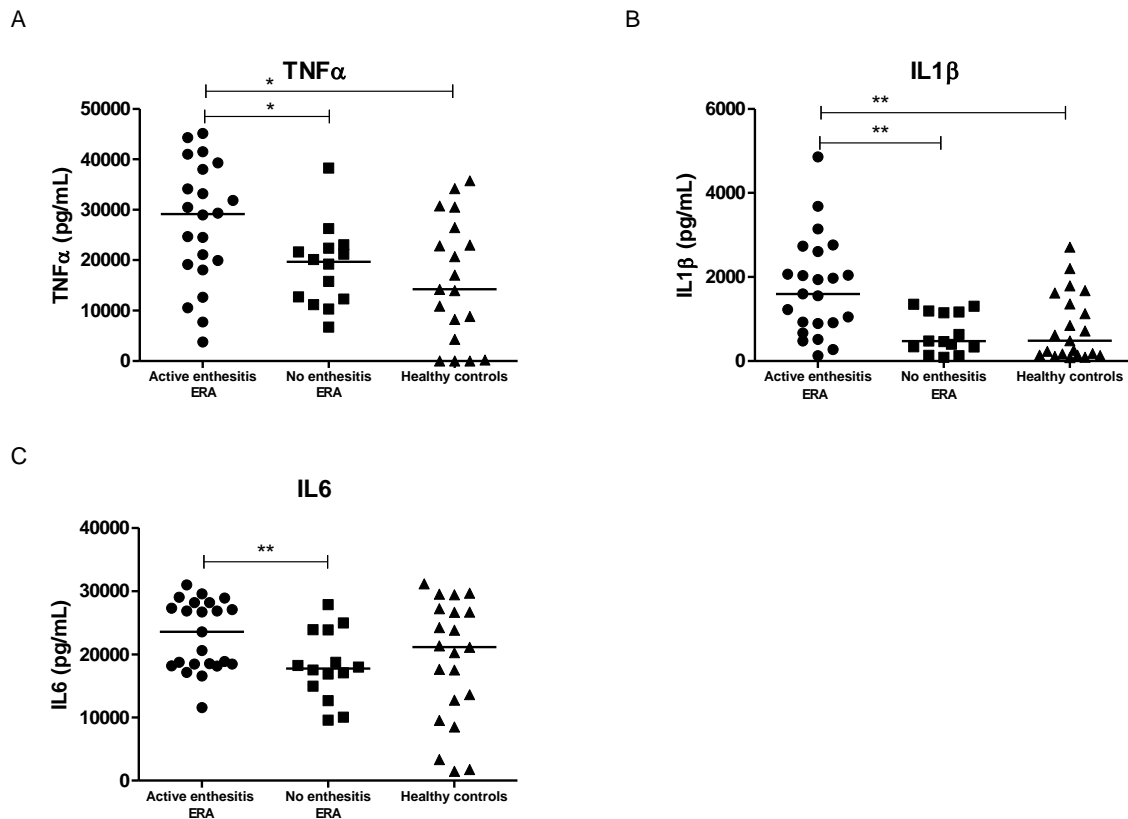 A
TNFα
*
*
50000
40000
30000
20000
10000
0
TNFα (pg/mL)
Active enthesitis
ERA
No enthesitis
ERA
Healthy controls
B
IL1β
**
**
6000
4000
2000
0
IL1β (pg/mL)
Active enthesitis
ERA
No enthesitis
ERA
Healthy controls
C
IL6
**
40000
30000
20000
10000
0
IL6 (pg/mL)
Active enthesitis
ERA
No enthesitis
ERA
Healthy controls